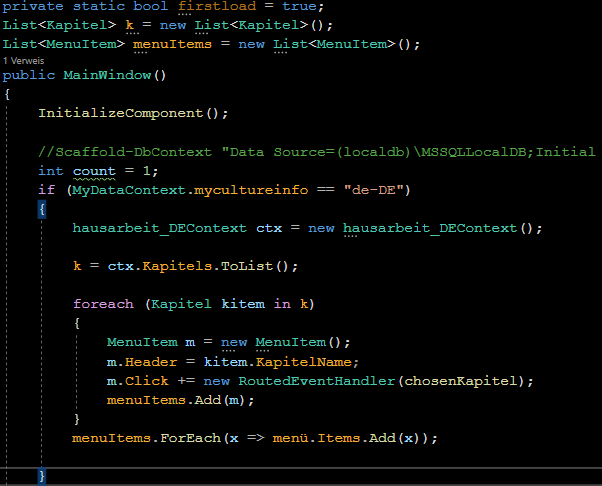 private static bool firstload = true;
List<Kapitel> k = new List<Kapitel>();
List<MenuItem> menuItems = new List<MenuItem>();
1 Verweis
public MainWindow()
{
InitializeComponent();
//Scaffold-DbContext "Data Source=(localdb)\MSSQLLocalDB;Initial
int count = 1;
if (MyDataContext.mycultureinfo == "de-DE")
{
hausarbeit_DEContext ctx = new hausarbeit_DEContext();
k = ctx.Kapitels.ToList();
foreach (Kapitel kitem in k)
{
MenuItem m = new MenuItem();
m.Header = kitem.KapitelName;
m.Click += new RoutedEventHandler(chosenKapitel);
menuItems.Add(m);
}
menuItems.ForEach(x => menü.Items.Add(x));
}